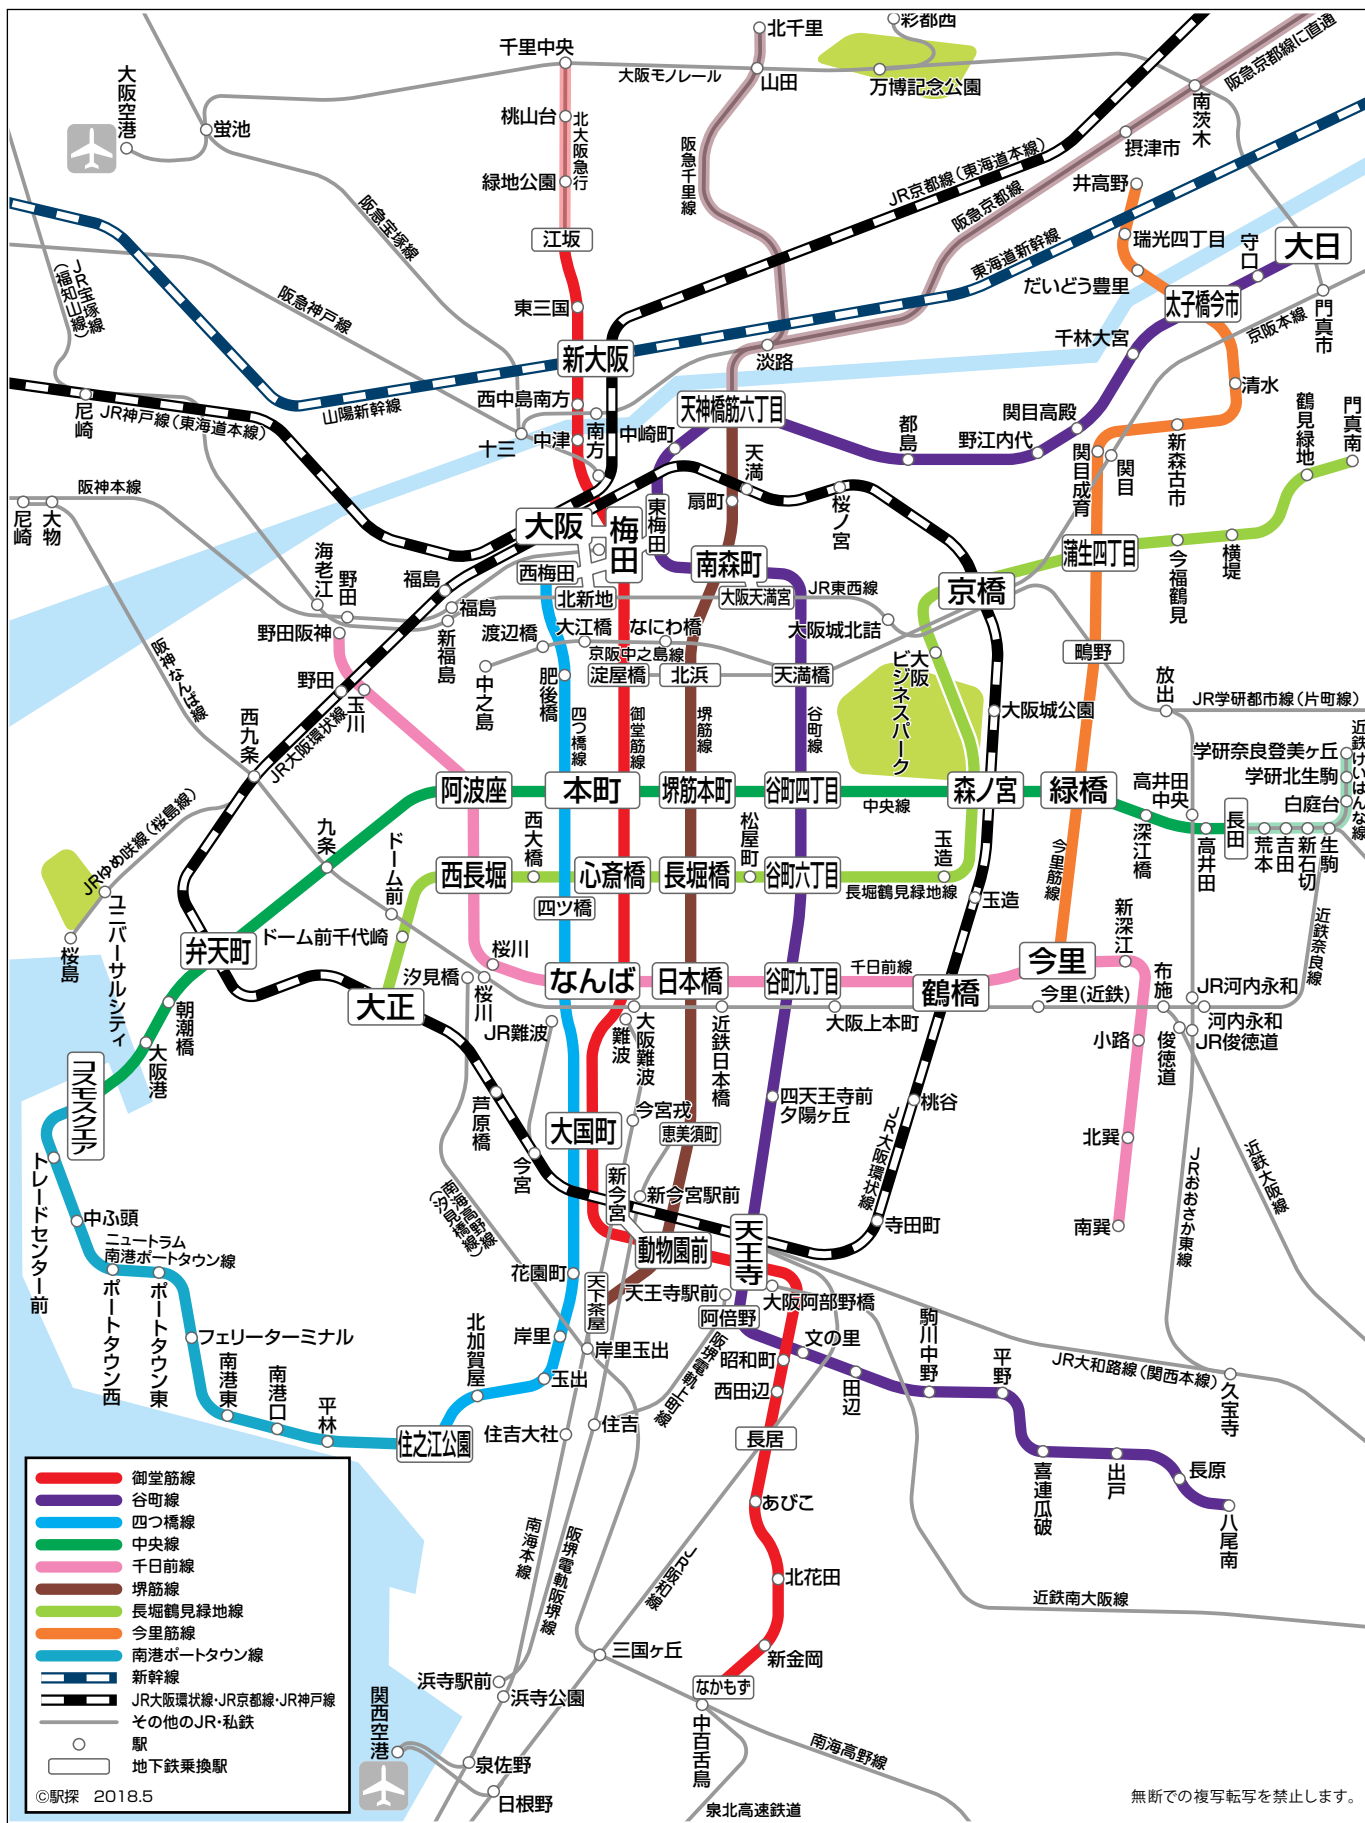 北千里
彩都西
千里中央
大阪モノレール
山田
万博記念公園
阪急京都線に直通
南茨木
大阪空港
蛍池
桃山台
北大阪急行
緑地公園
阪急千里線
摂津市
JR京都線（東海道本線）
阪急京都線
井高野
瑞光四丁目
だいどう豊里
守口
大日
江坂
阪急宝塚線
東海道新幹線
太子橋今市
門真市
京阪本線
JR宝塚線
（福知山線）
阪急神戸線
東三国
新大阪
淡路
千林大宮
清水
鶴見緑地
門真南
尼崎
JR神戸線（東海道本線）
山陽新幹線
西中島南方
南方
十三
中津
中崎町
天神橋筋六丁目
都島
関目高殿
野江内代
関目成育
関目
新森古市
天満
扇町
桜ノ宮
阪神本線
尼崎
大物
大阪
梅田
東梅田
西梅田
南森町
蒲生四丁目
今福鶴見
横堤
海老江
野田
福島
福島
新福島
北新地
大阪天満宮
JR東西線
京橋
野田阪神
渡辺橋
大江橋
なにわ橋
京阪中之島線
大阪城北詰
中之島
肥後橋
淀屋橋
北浜
天満橋
大阪ビジネスパーク
鴫野
放出
JR学研都市線（片町線）
阪神なんば線
野田
玉川
西九条
JR大阪環状線
四つ橋線
御堂筋線
堺筋線
谷町線
大阪城公園
近鉄けいはんな線
学研奈良登美ヶ丘
学研北生駒
白庭台
阿波座
本町
堺筋本町
谷町四丁目
中央線
森ノ宮
緑橋
高井田中央
深江橋
高井田
長田
荒本
吉田
新石切
生駒
JRゆめ咲線（桜島線）
九条
ドーム前
西大橋
松屋町
玉造
今里筋線
西長堀
心斎橋
長堀橋
谷町六丁目
長堀鶴見緑地線
玉造
四ツ橋
ユニバーサルシティ
桜島
弁天町
ドーム前千代崎
汐見橋
桜川
桜川
なんば
日本橋
谷町九丁目
千日前線
鶴橋
今里
新深江
布施
近鉄奈良線
大正
朝潮橋
大阪港
JR難波
難波
大阪難波
近鉄日本橋
大阪上本町
今里（近鉄）
JR河内永和
河内永和
俊徳道
JR俊徳道
小路
コスモスクエア
芦原橋
今宮
大国町
今宮戎
恵美須町
四天王寺前
夕陽ヶ丘
桃谷
JR大阪環状線
北巽
近鉄大阪線
JRおおさか東線
トレードセンター前
中ふ頭
ニュートラム
南港ポートタウン線
南海高野線
（汐見橋線）
新今宮
新今宮駅前
動物園前
天王寺
寺田町
南巽
ポートタウン西
ポートタウン東
フェリーターミナル
花園町
天下茶屋
天王寺駅前
阿倍野
大阪阿部野橋
北加賀屋
岸里
岸里玉出
玉出
阪堺電軌上町線
昭和町
文の里
西田辺
田辺
駒川中野
平野
JR大和路線（関西本線）
久宝寺
南港東
南港口
平林
住之江公園
住吉大社
住吉
長居
喜連瓜破
出戸
長原
八尾南
あびこ
北花田
新金岡
なかもず
南海本線
阪堺電軌阪堺線
JR阪和線
近鉄南大阪線
三国ヶ丘
浜寺駅前
浜寺公園
中百舌鳥
南海高野線
泉北高速鉄道
関西空港
泉佐野
日根野
御堂筋線
谷町線
四つ橋線
中央線
千日前線
堺筋線
長堀鶴見緑地線
今里筋線
南港ポートタウン線
新幹線
JR大阪環状線・JR京都線・JR神戸線
その他のJR・私鉄
駅
地下鉄乗換駅
©駅探　2018.5
無断での複写転写を禁止します。